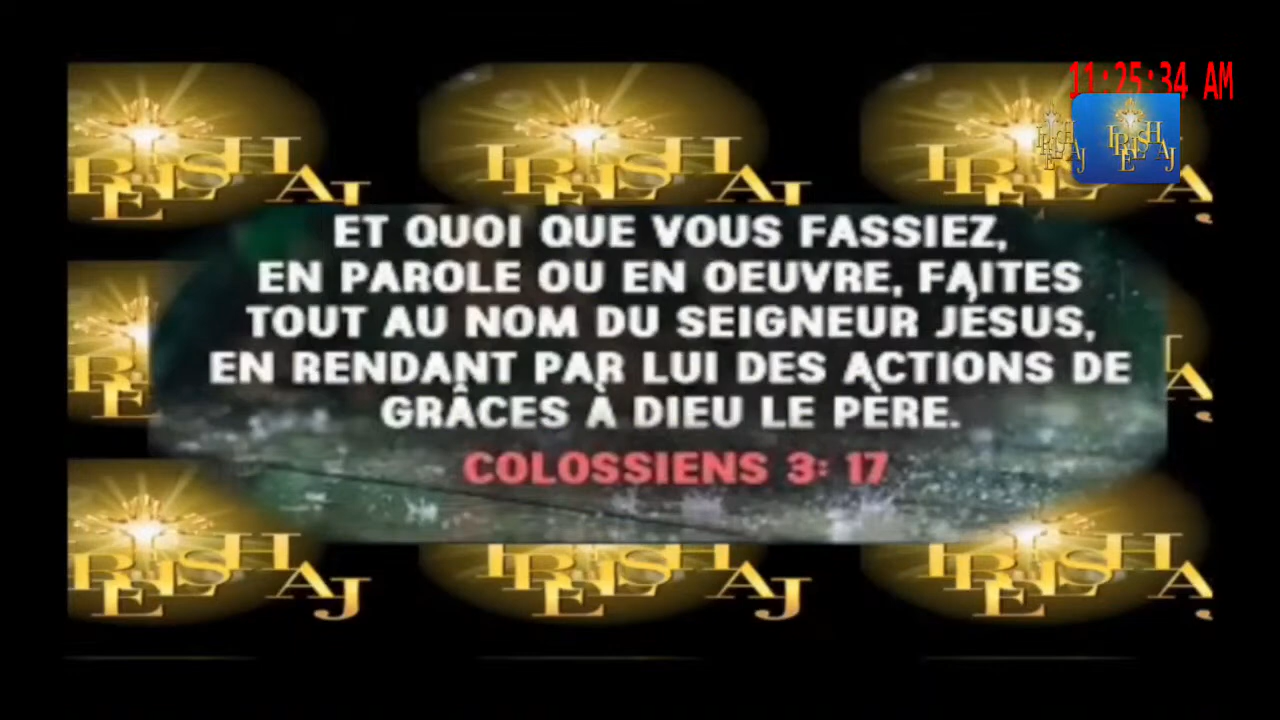 11:25:34 AM
ET QUOI QUE VOUS FASSIEZ,
EN PAROLE OU EN OEUVRE, FAITES
TOUT AU NOM DU SEIGNEUR JÉSUS,
EN RENDANT PAR LUI DES ACTIONS DE
GRÂCES À DIEU LE PÈRE.
COLOSSIENS 3: 17